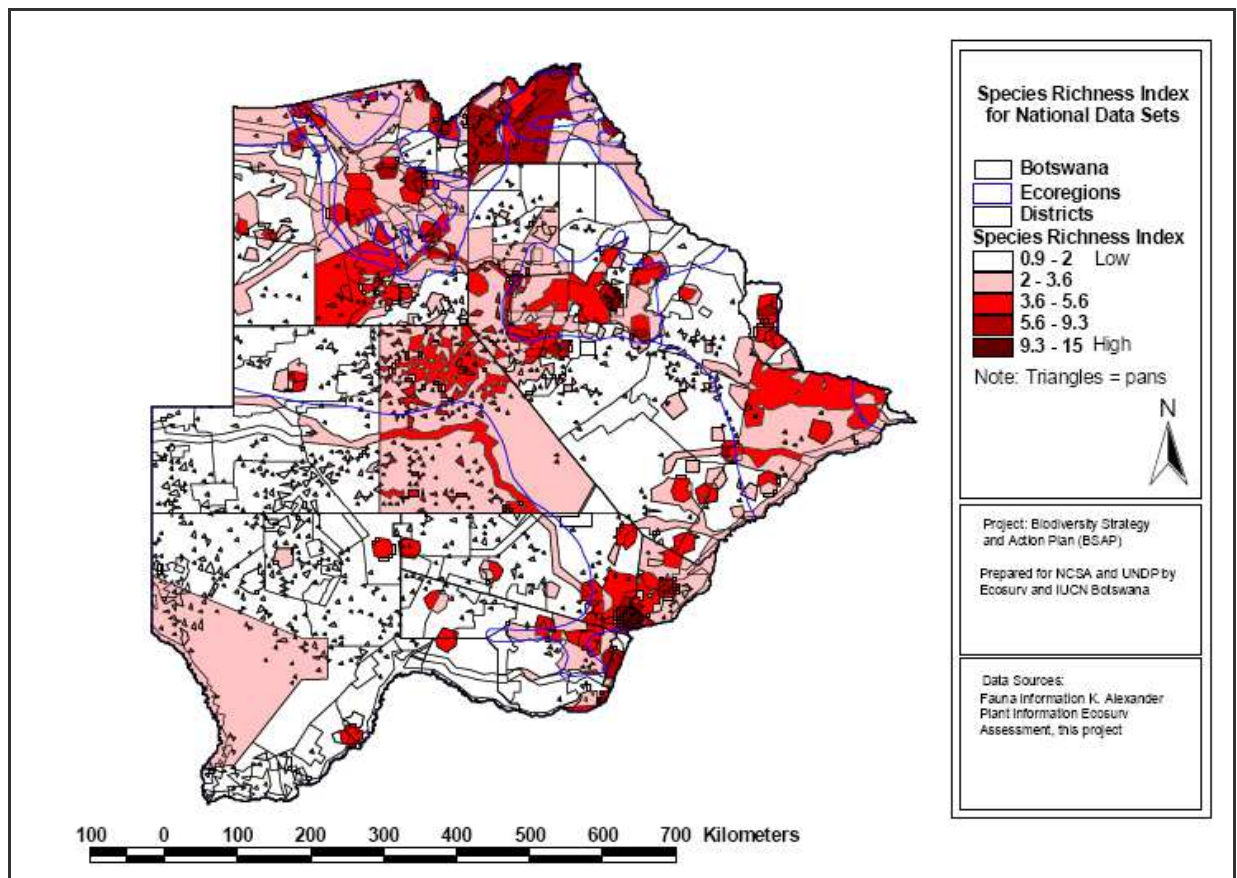 Species Richness Index
for National Data Sets
Botswana
Ecoregions
Districts
Species Richness Index
0.9 - 2 Low
2 - 3.6
3.6 - 5.6
5.6 - 9.3
9.3 - 15 High
Note: Triangles = pans
N
Project: Biodiversity Strategy
and Action Plan (BSAP)
Prepared for NCSA and UNDP by
Ecosurv and IUCN Botswana
Data Sources:
Fauna Information K. Alexander
Plant Information Ecosurv
Assessment, this project
100 0 100 200 300 400 500 600 700 Kilometers